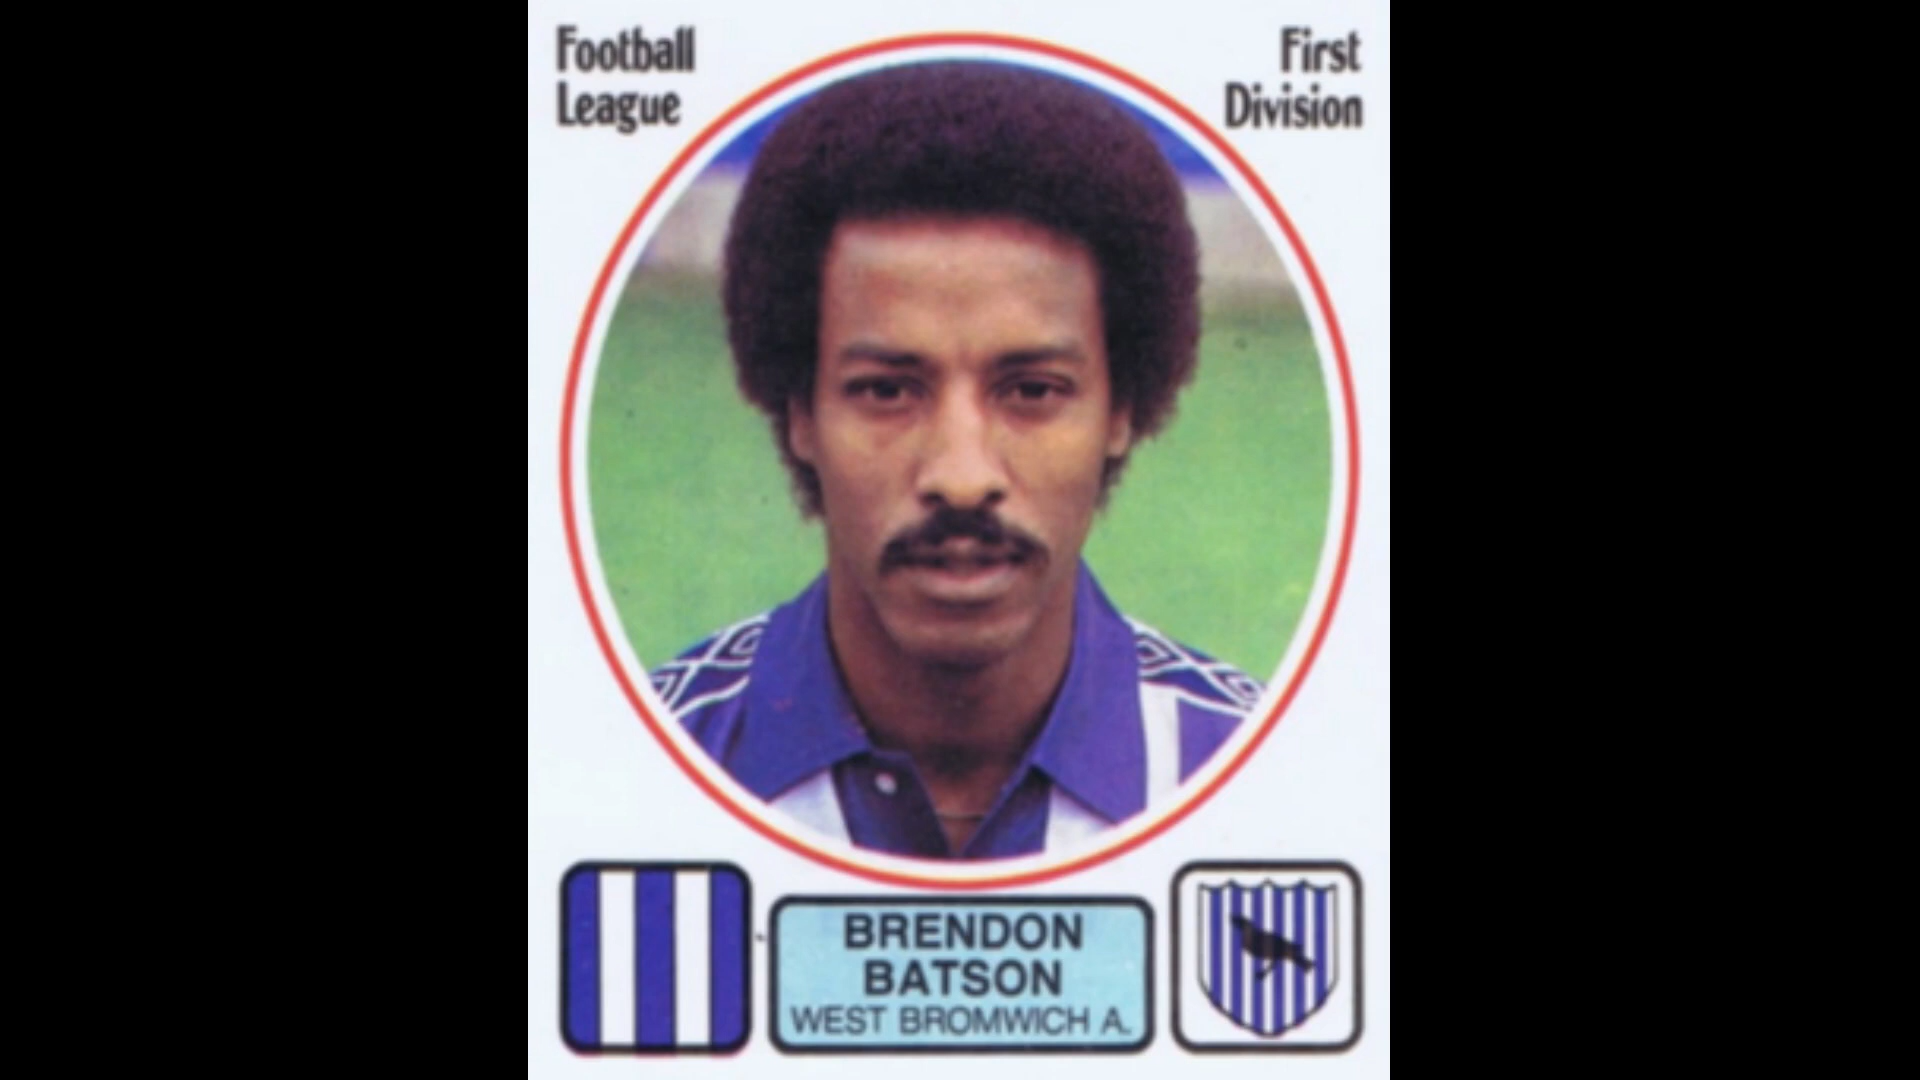 Football
League
First
Division
BRENDON
BATSON
WEST BROMWICH A.